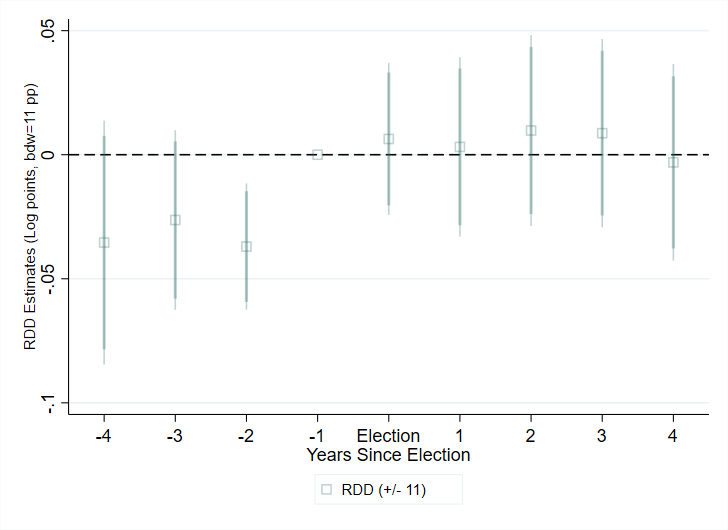 RDD Estimates (Log points, bdw=11 pp)
.05
0
-.05
-.1
-4 -3 -2 -1 Election 1 2 3 4
Years Since Election
RDD (+/- 11)